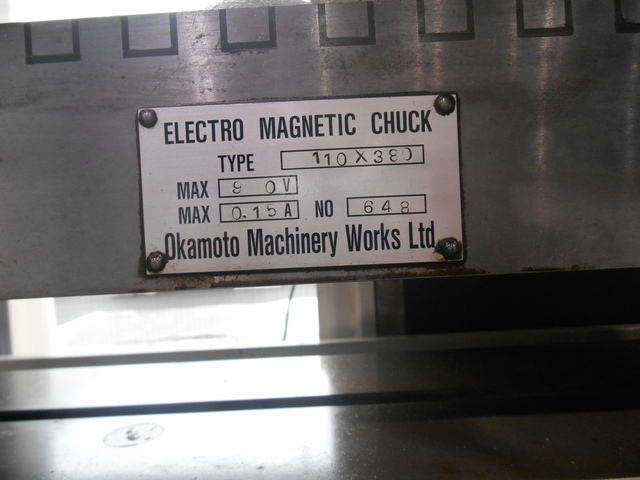 ELECTRO MAGNETIC CHUCK
TYPE 110X380
MAX 90V
MAX 0.15A NO 648
Okamoto Machinery Works Ltd.